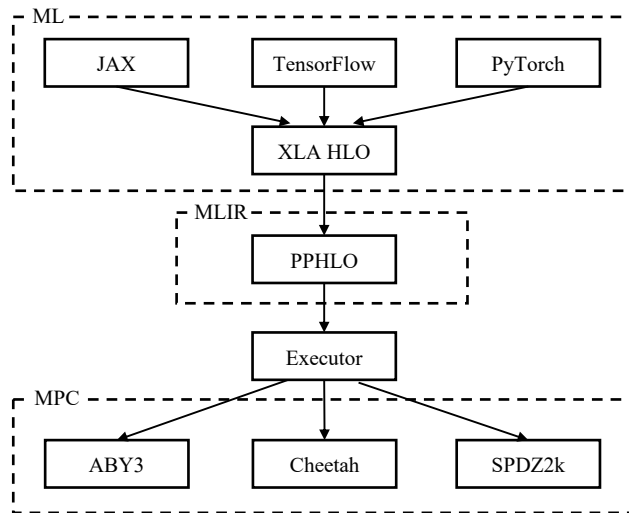 ML
JAX
TensorFlow
PyTorch
XLA HLO
MLIR
PPHLO
Executor
MPC
ABY3
Cheetah
SPDZ2k